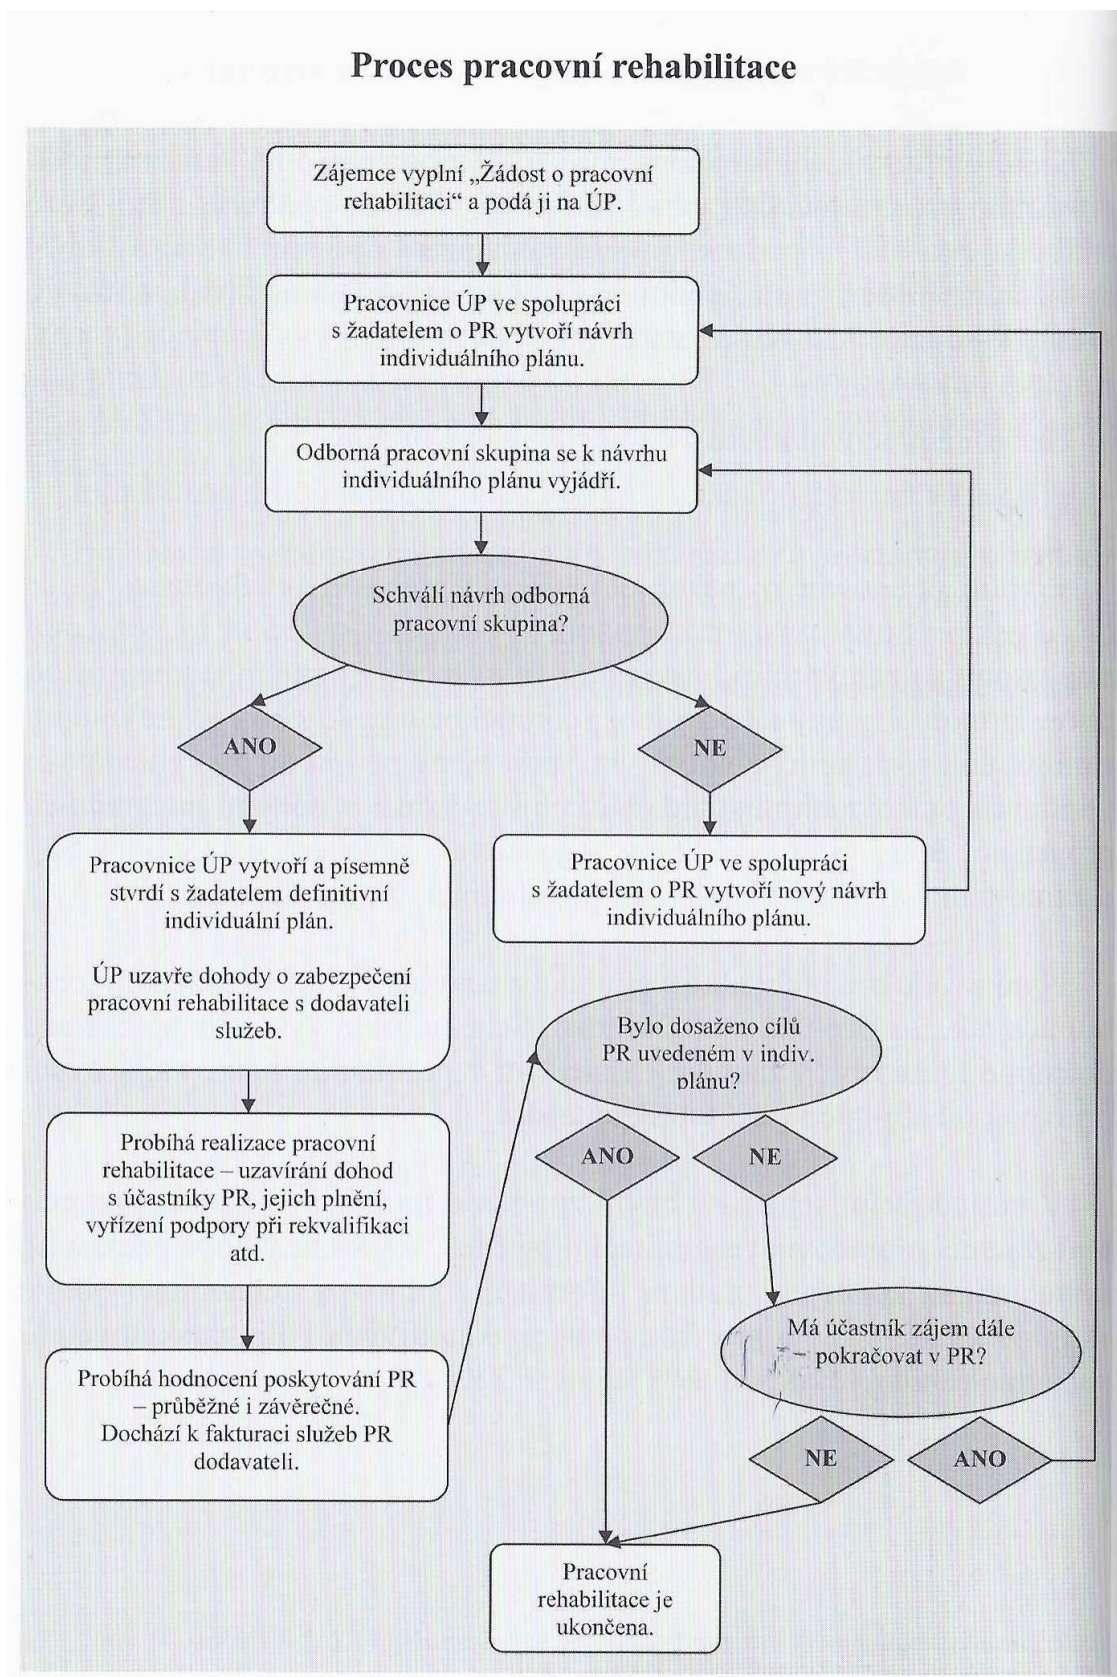 Proces pracovní rehabilitace
Zájemce vyplní „Žádost o pracovní
rehabilitaci“ a podá ji na ÚP.
Pracovnice ÚP ve spolupráci
s žadatelem o PR vytvoří návrh
individuálního plánu.
Odborná pracovní skupina se k návrhu
individuálního plánu vyjádří.
Schválí návrh odborná
pracovní skupina?
ANO
NE
Pracovnice ÚP vytvoří a písemně
stvrdí s žadatelem definitivní
individuální plán.
ÚP uzavře dohody o zabezpečení
pracovní rehabilitace s dodavateli
služeb.
Pracovnice ÚP ve spolupráci
s žadatelem o PR vytvoří nový návrh
individuálního plánu.
Probíhá realizace pracovní
rehabilitace – uzavírání dohod
s účastníky PR, jejich plnění,
vyřízení podpory při rekvalifikaci
atd.
Probíhá hodnocení poskytování PR
– průběžné i závěrečné.
Dochází k fakturaci služeb PR
dodavateli.
Bylo dosaženo cílů
PR uvedeném v indiv.
plánu?
ANO
NE
Má účastník zájem dále
pokračovat v PR?
NE
ANO
Pracovní
rehabilitace je
ukončena.